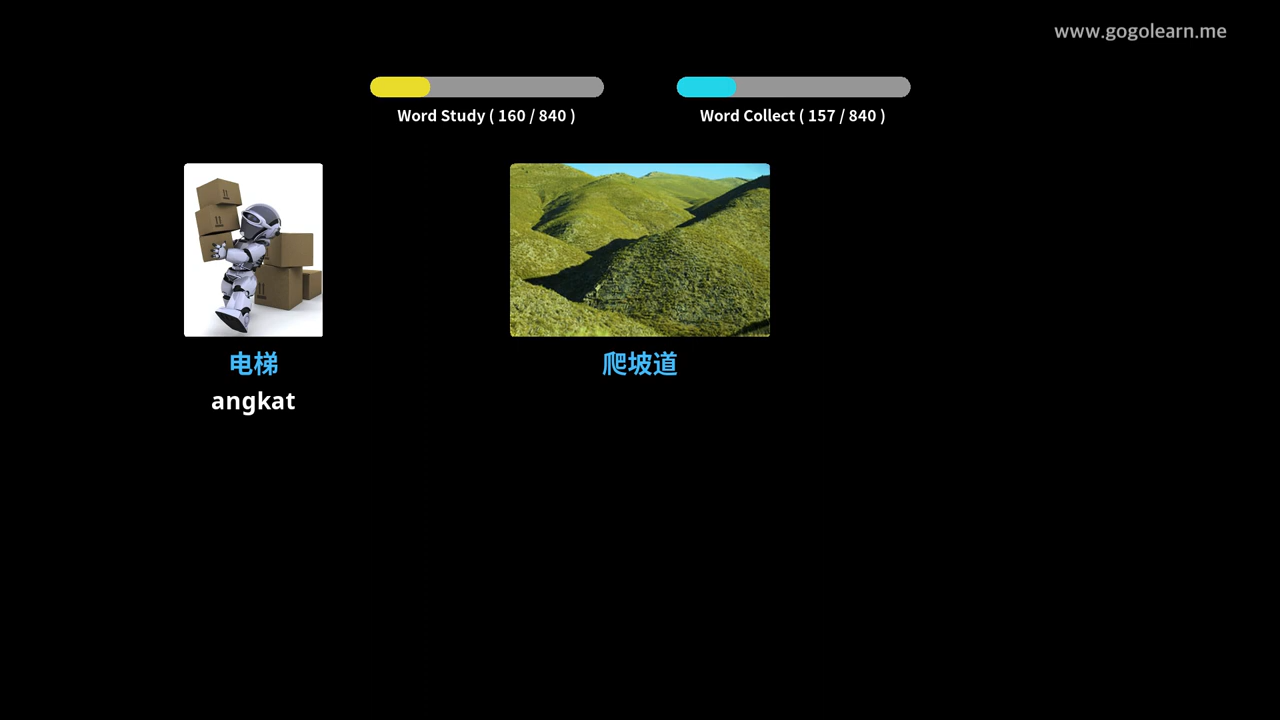 www.gogolearn.me
Word Study ( 160 / 840 )
Word Collect ( 157 / 840 )
电梯
爬坡道
angkat